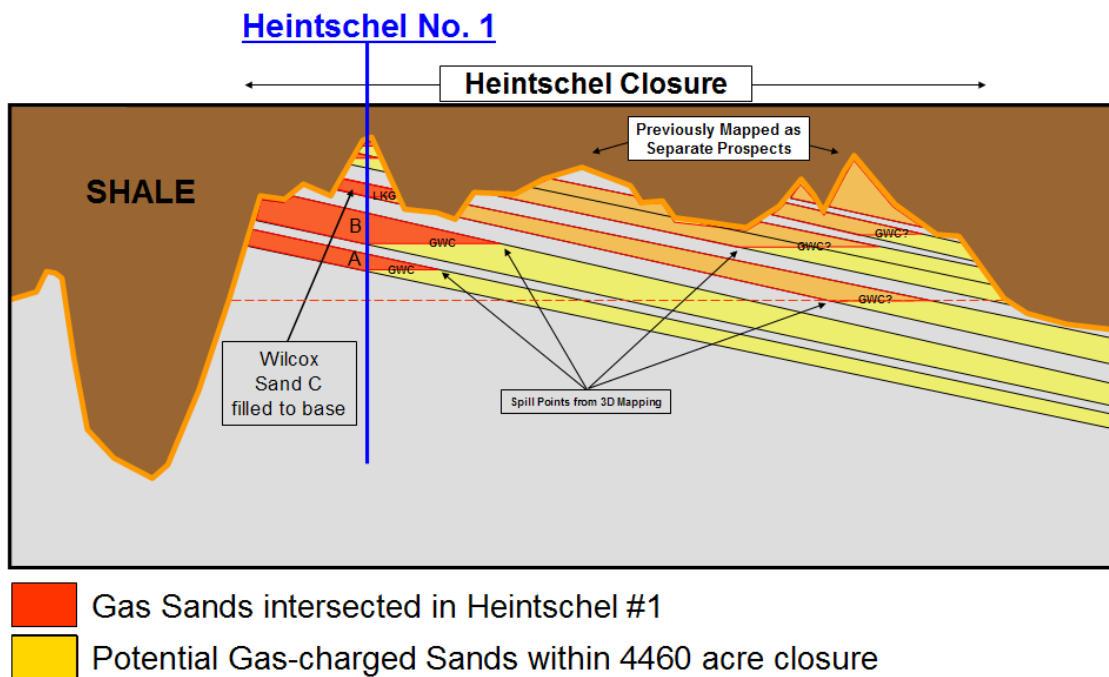 Heintschel No. 1
Heintschel Closure
Previously Mapped as
Separate Prospects
SHALE
LKG
B
GWC
A
GWC
GWC?
GWC?
GWC?
Wilcox
Sand C
filled to base
Spill Points from 3D Mapping
Gas Sands intersected in Heintschel #1
Potential Gas-charged Sands within 4460 acre closure